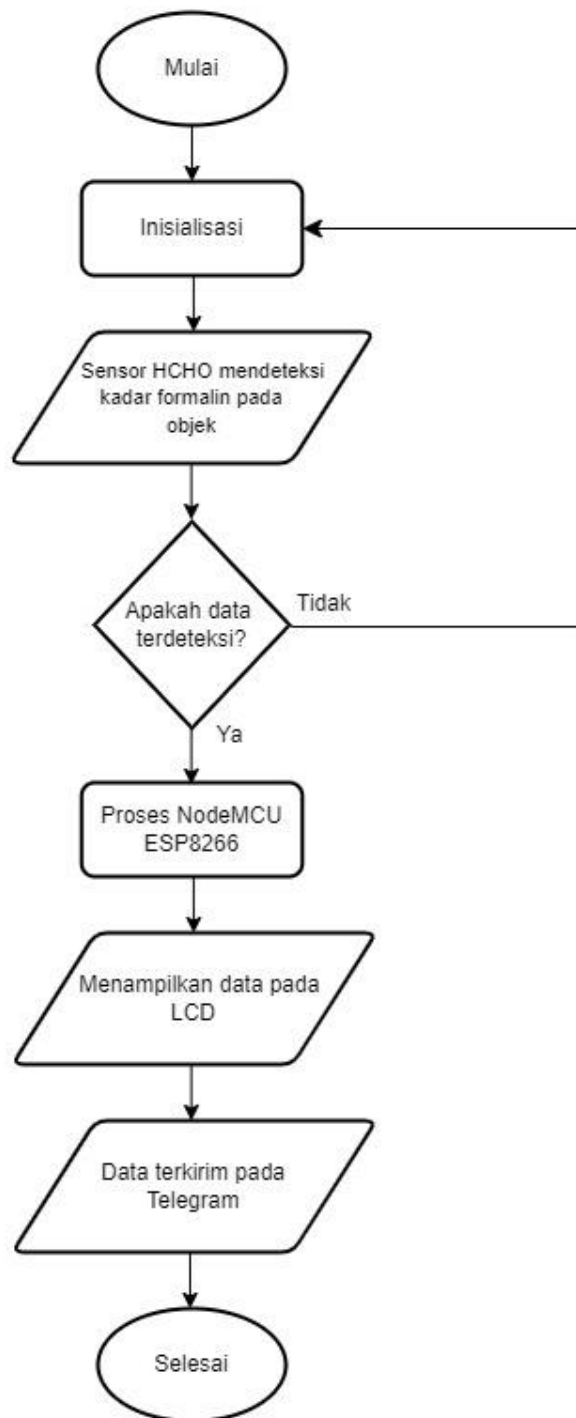 Mulai
Inisialisasi
Sensor HCHO mendeteksi
kadar formalin pada
objek
Apakah data
terdeteksi?
Tidak
Ya
Proses NodeMCU
ESP8266
Menampilkan data pada
LCD
Data terkirim pada
Telegram
Selesai